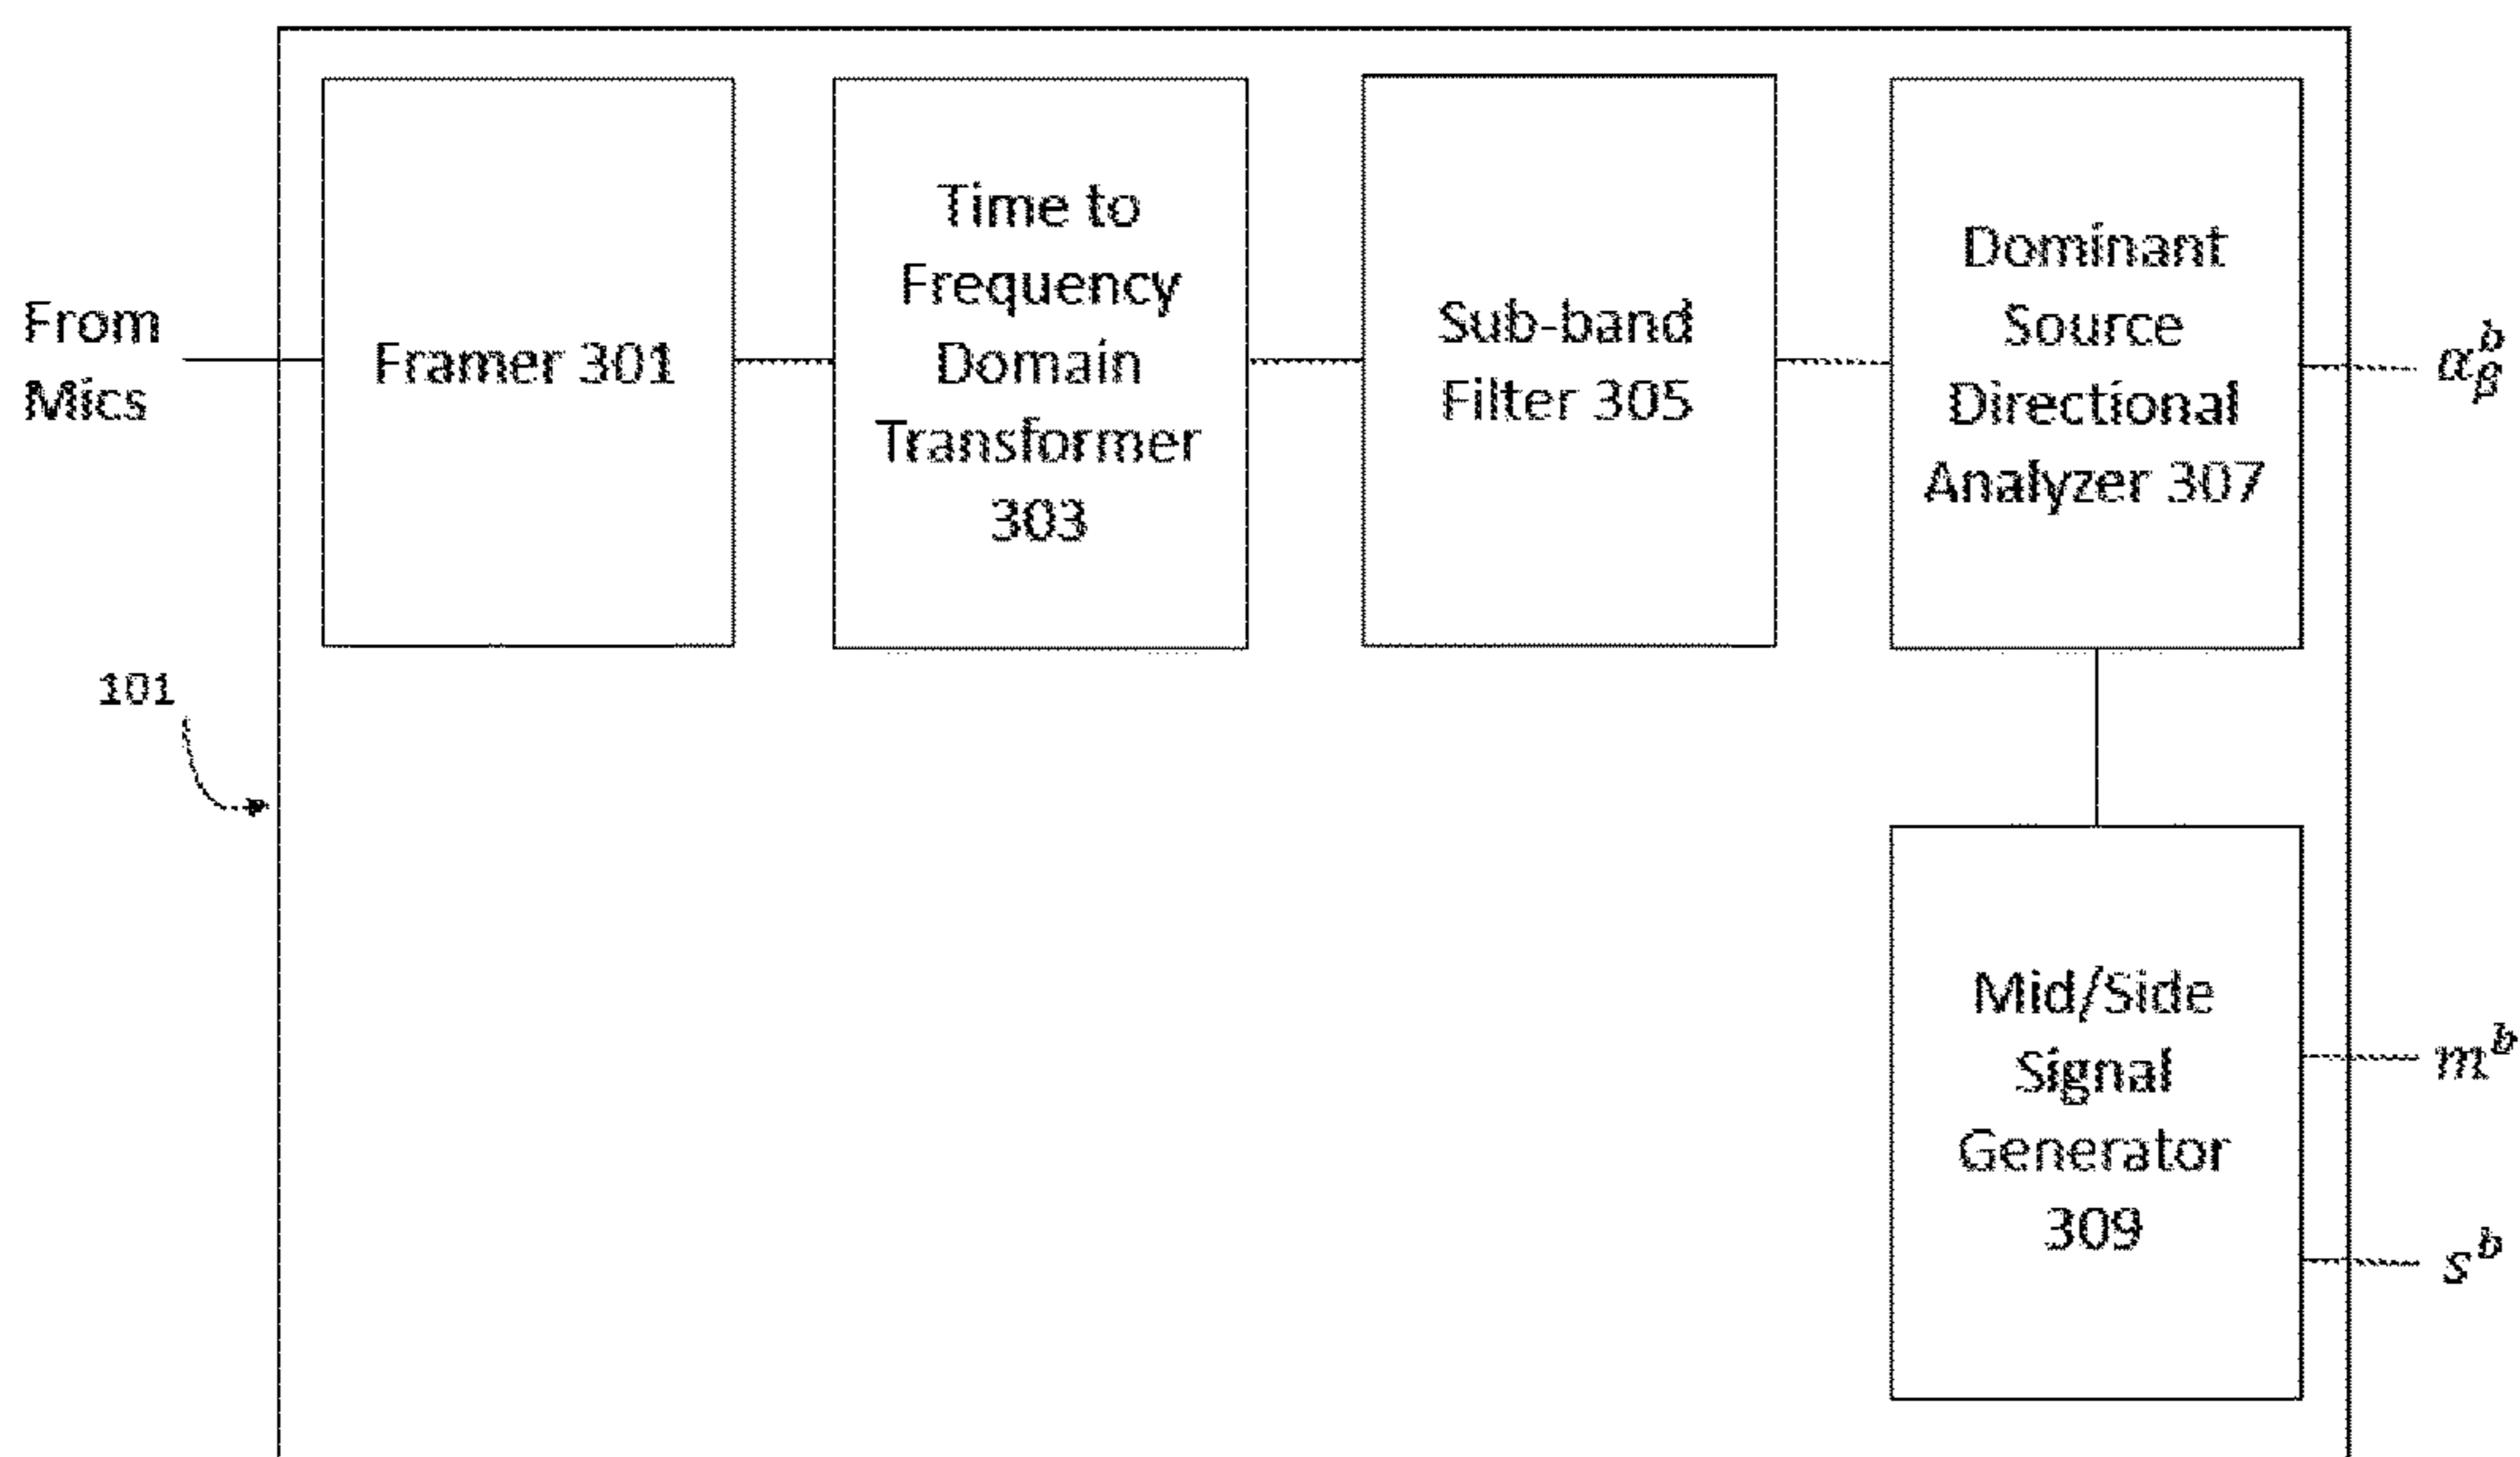 From
Mics
Framer 301
Time to
Frequency
Domain
Transformer
303
Sub-band
Filter 305
Dominant
Source
Directional
Analyzer 307
101
Mid/Side
Signal
Generator
309
m^b
s^b